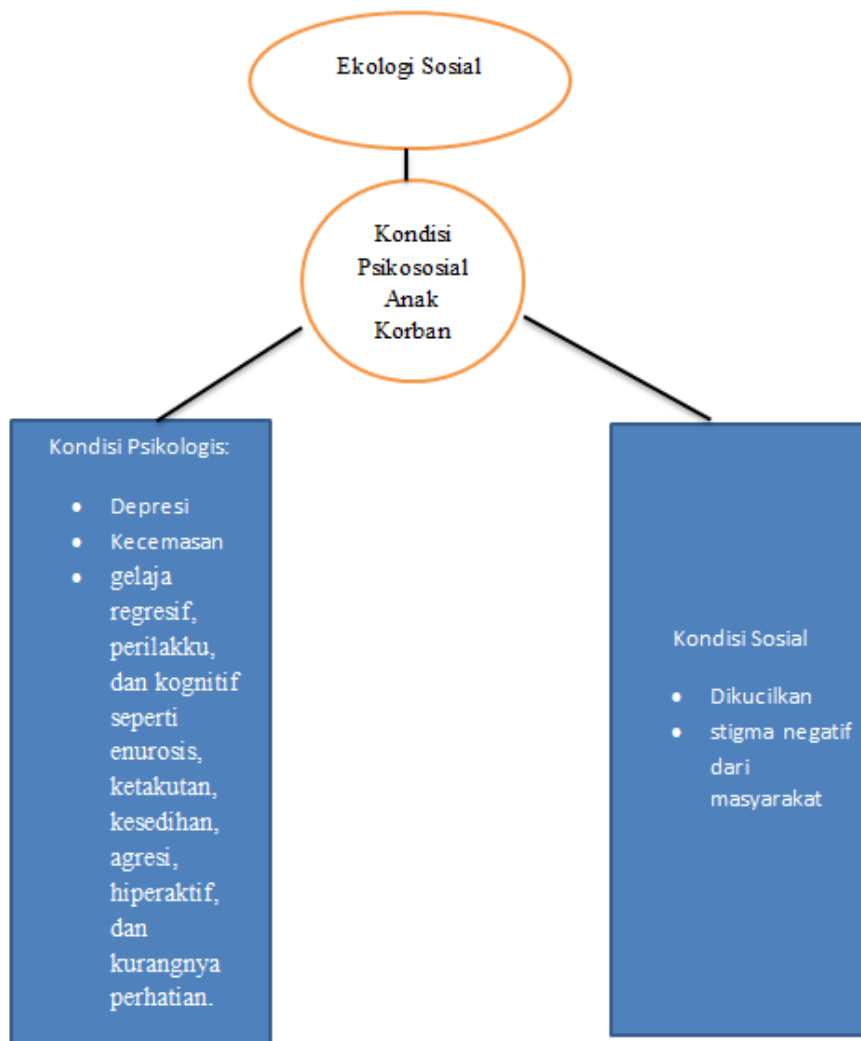 Ekologi Sosial
Kondisi
Psikososial
Anak
Korban
Kondisi Psikologis:
• Depresi
• Kecemasan
• gelaja
regresif,
perilakku,
dan kognitif
seperti
enurosis,
ketakutan,
kesedihan,
agresi,
hiperaktif,
dan
kurangnya
perhatian.
Kondisi Sosial
• Dikucilkan
• stigma negatif
dari
masyarakat